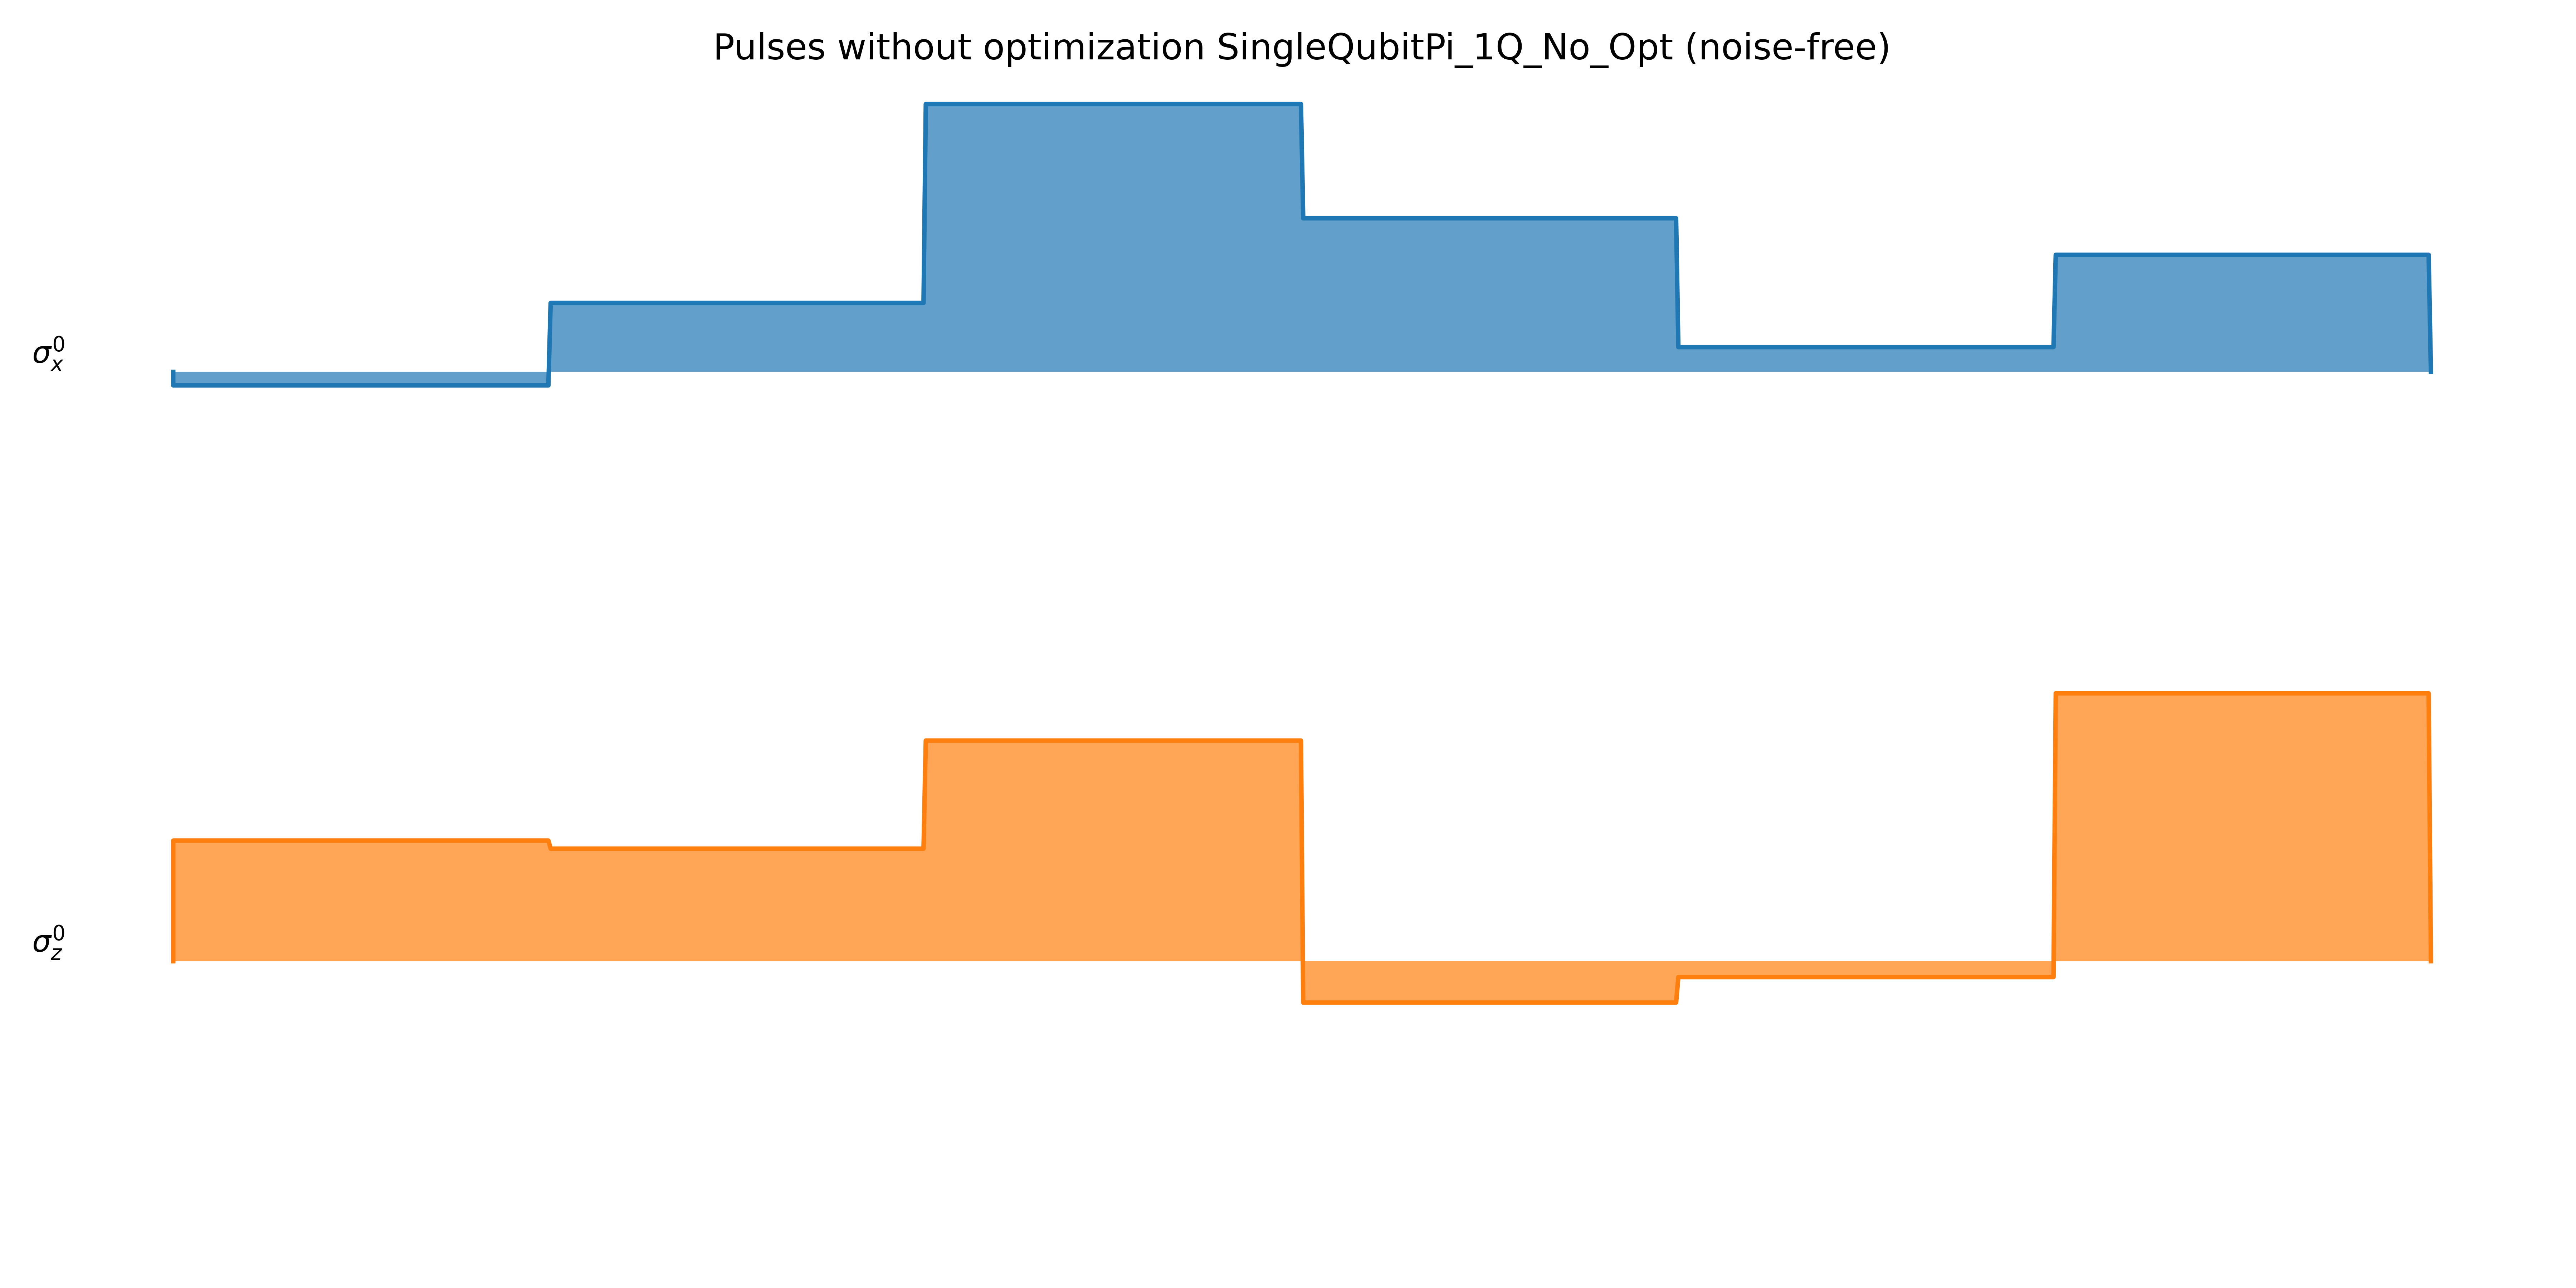 Pulses without optimization SingleQubitPi_1Q_No_Opt (noise-free)
σ_x^0
σ_z^0